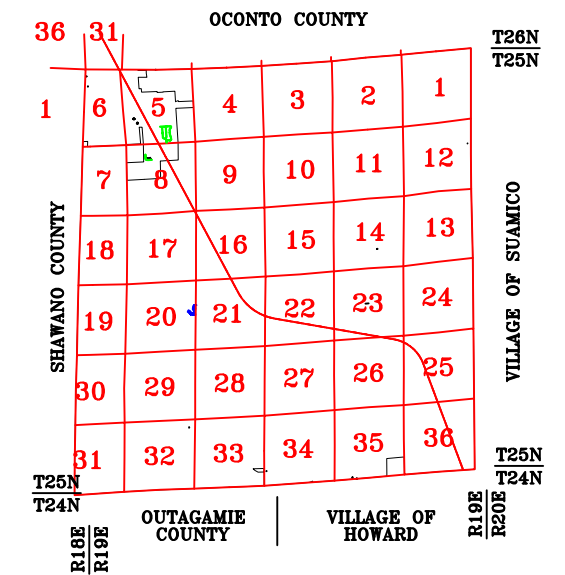 OCONTO COUNTY
36 31
T26N
T25N
1 6 5 4 3 2 1
7 8 9 10 11 12
18 17 16 15 14 13
19 20 21 22 23 24
30 29 28 27 26 25
31 32 33 34 35 36
SHAWANO COUNTY
VILLAGE OF SUAMICO
T25N
T24N
T25N
T24N
R18E
R19E
OUTAGAMIE
COUNTY
VILLAGE OF
HOWARD
R19E
R20E